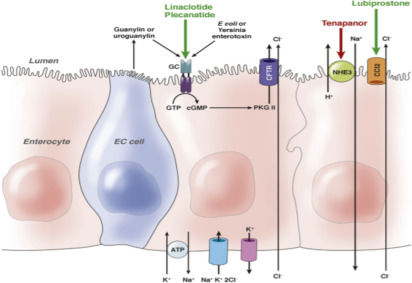 Linaclotide
Plecanatide
Guanylin or
uroguanylin
E coli or
Yersinia
enterotoxin
Lubiprostone
Tenapanor
Cl⁻
Na⁺
Cl⁻
Lumen
GC
CFTR
NHE3
GTP
cGMP
PKG II
H⁺
Enterocyte
EC cell
ATP
K⁺
K⁺
Na⁺
Na⁺ K⁺ 2Cl⁻
Cl⁻
Cl⁻